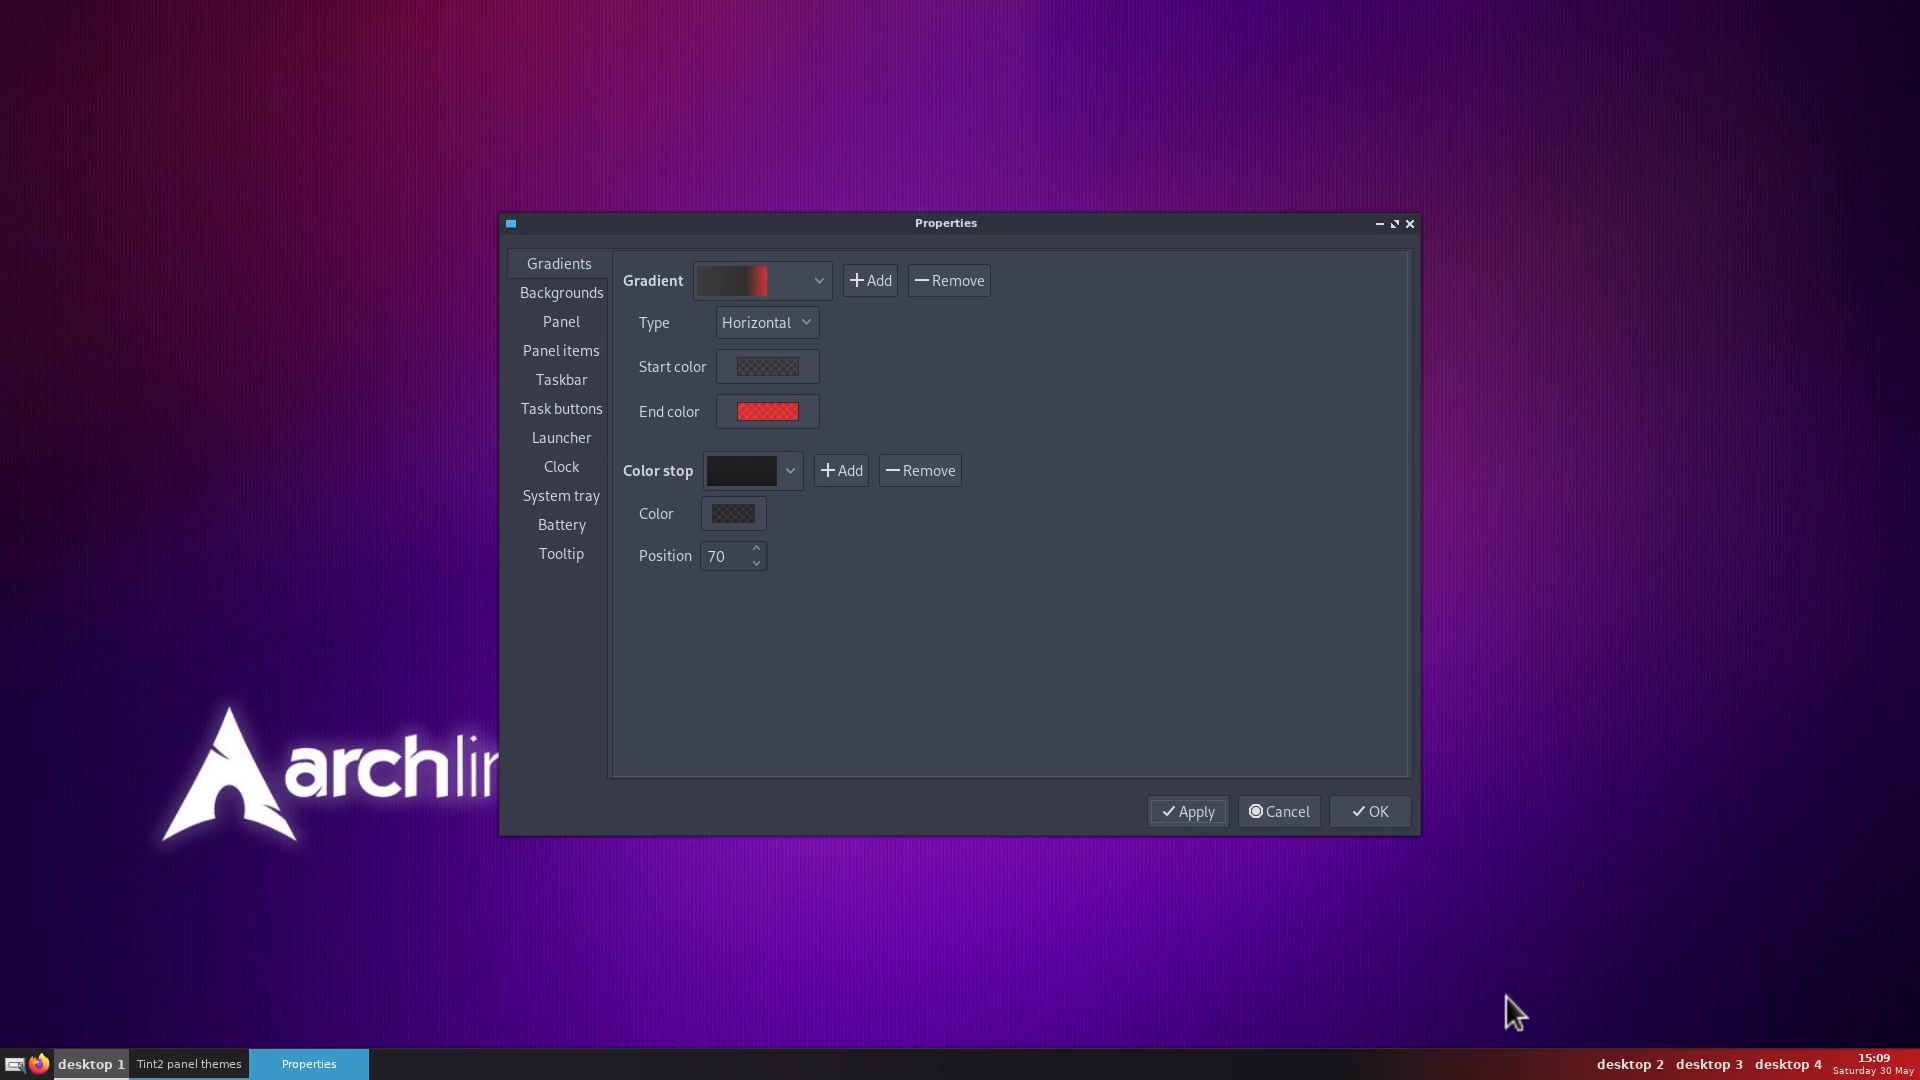 Properties
Gradients
Backgrounds
Panel
Panel items
Taskbar
Task buttons
Launcher
Clock
System tray
Battery
Tooltip
Gradient
Add
Remove
Type
Horizontal
Start color
End color
Color stop
Add
Remove
Color
Position
70
Apply
Cancel
OK
archlin
desktop 1
Tint2 panel themes
Properties
desktop 2
desktop 3
desktop 4
15:09
Saturday 30 May